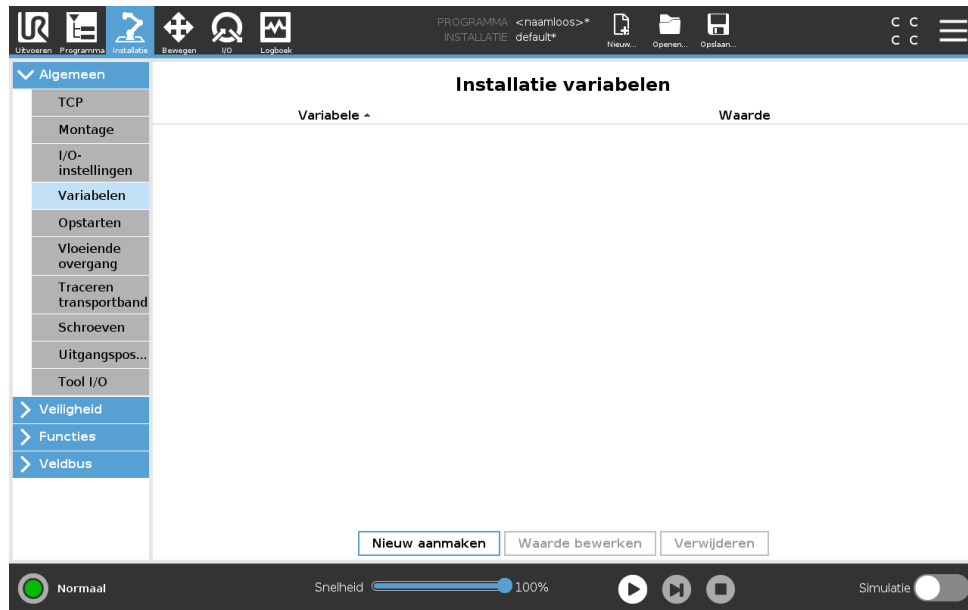 UR
PROGRAMMA <naamloos>*
INSTALLATIE default*
Uitvoeren Programma Installatie Bewegen I/O Logboek Nieuw... Openen... Opslaan...
C C
C C
Algemeen
TCP
Montage
I/O-
instellingen
Variabelen
Opstarten
Vloeiende
overgang
Traceren
transportband
Schroeven
Uitgangspos...
Tool I/O
Veiligheid
Functies
Veldbus
Installatie variabelen
Variabele Waarde
Nieuw aanmaken Waarde bewerken Verwijderen
Normaal Snelheid 100% Simulatie